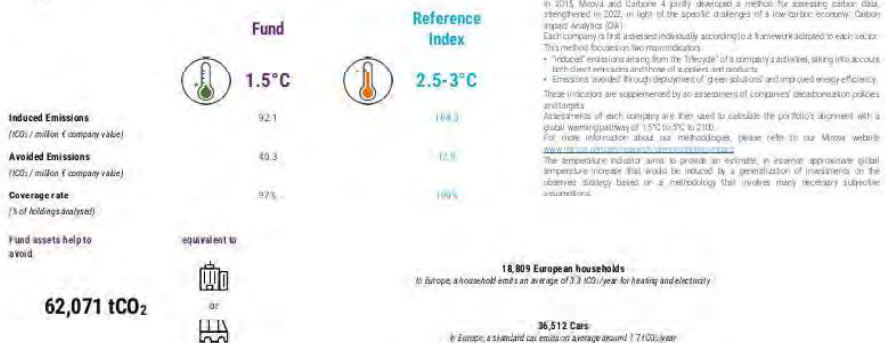 Fund
Reference
Index
1.5°C
2.5-3°C
Induced Emissions
(tCO₂ / million € company value)
92.1
Avoided Emissions
(tCO₂ / million € company value)
40.3
Coverage rate
(% of holdings analysed)
Fund assets help to
avoid
equivalent to
62,071 tCO₂
or
18,809 European households
In Europe, a household emits an average of 3.3 tCO₂/year for heating and electricity
36,512 Cars
In Europe, a standard car emits on average around 1.7 tCO₂/year
In 2015, Mirova and Carbone 4 jointly developed a method for assessing carbon data,
strengthened in 2022, in light of the specific challenges of a low-carbon economy: Carbon
Impact Analytics (CIA).
Each company is first assessed individually according to a framework adapted to each sector.
This method focuses on two main indicators:
• "Induced" emissions arising from the "lifecycle" of a company's activities, taking into account
both direct emissions and those of suppliers and products
• Emissions "avoided" through deployment of "green solutions" and improved energy efficiency.
These indicators are supplemented by an assessment of companies' decarbonization policies
and targets.
Assessments of each company are then used to calculate the portfolio's alignment with a
global warming pathway of 1.5°C to 5°C to 2100.
For more information about our methodologies, please refer to our Mirova website
The temperature indicator aims to provide an estimate, in essence approximate global
temperature increase that would be induced by a generalization of investments on the
observed strategy based on a methodology that involves many necessary subjective
assumptions.